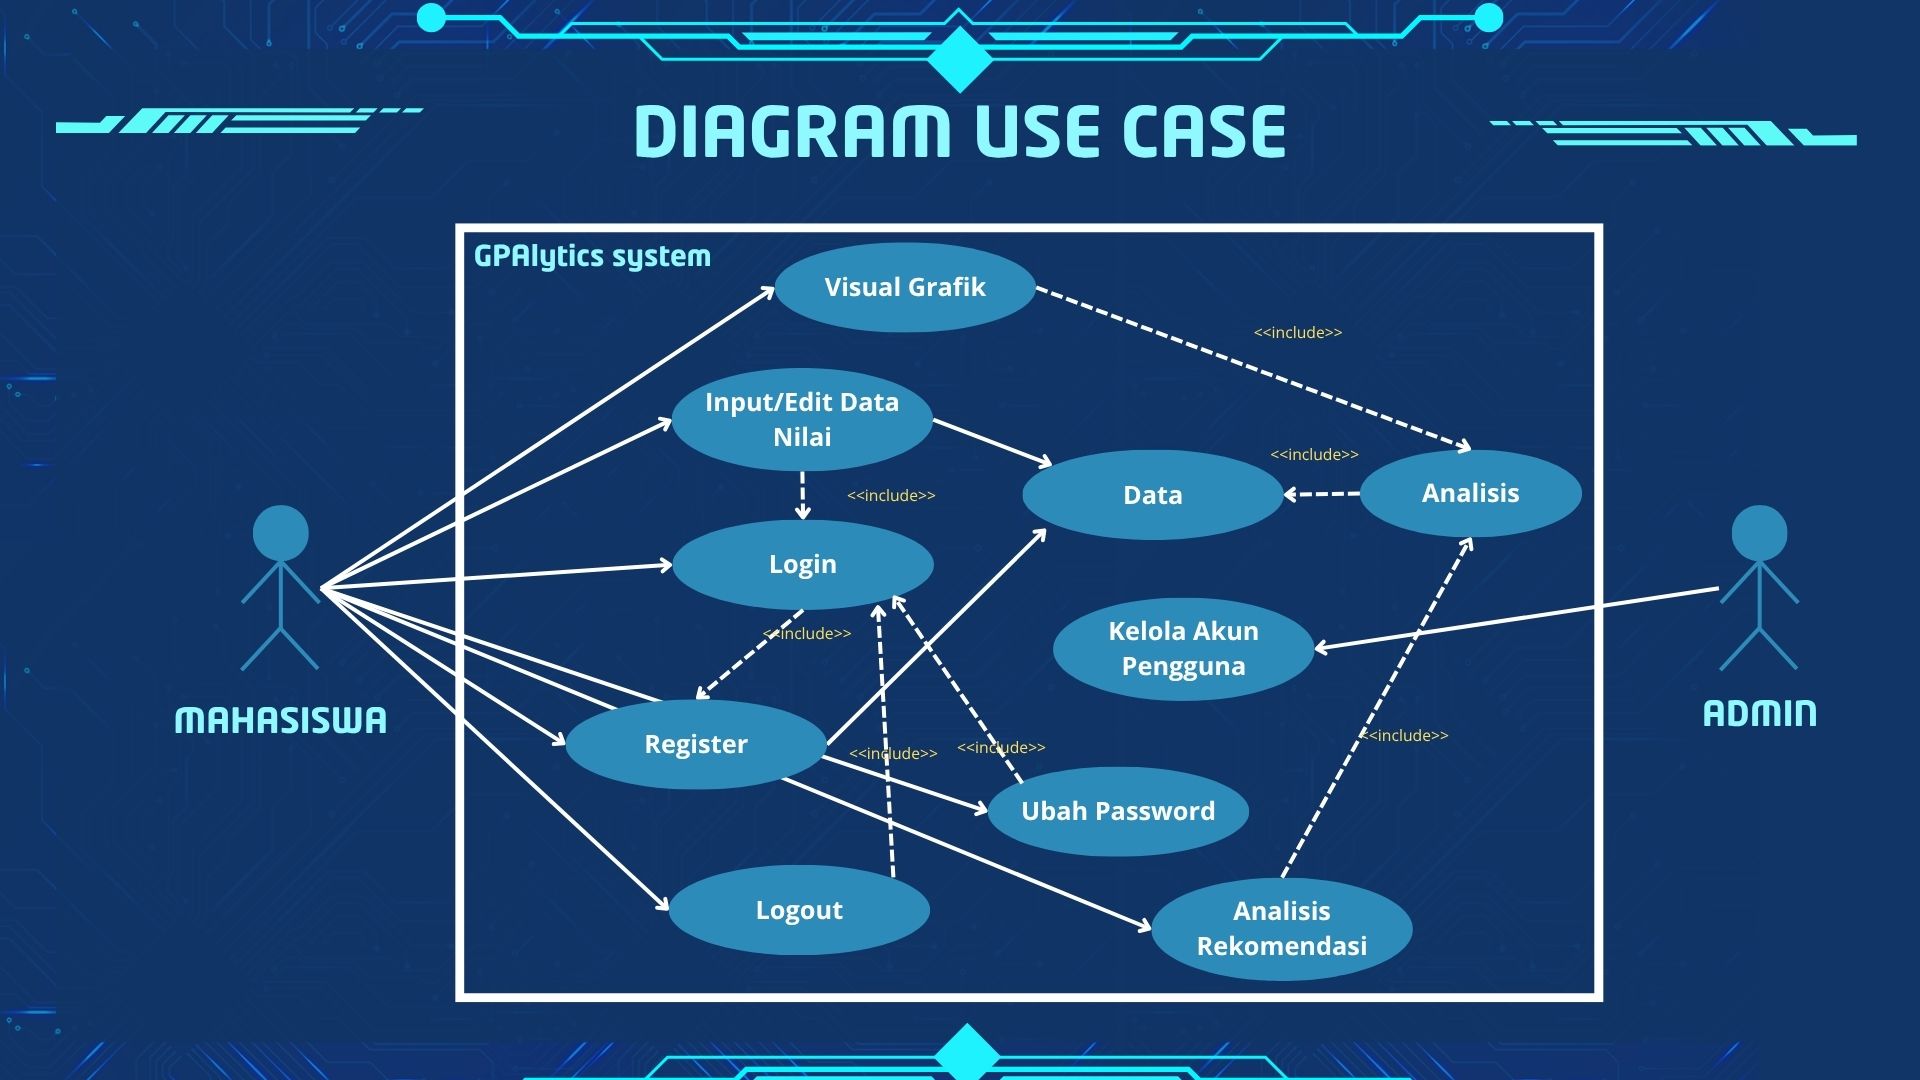 DIAGRAM USE CASE
GPAlytics system
Visual Grafik
<<include>>
Input/Edit Data
Nilai
<<include>>
Data
Analisis
<<include>>
Login
Kelola Akun
Pengguna
<<include>>
MAHASISWA
ADMIN
Register
<<include>>
<<include>>
<<include>>
Ubah Password
Logout
Analisis
Rekomendasi